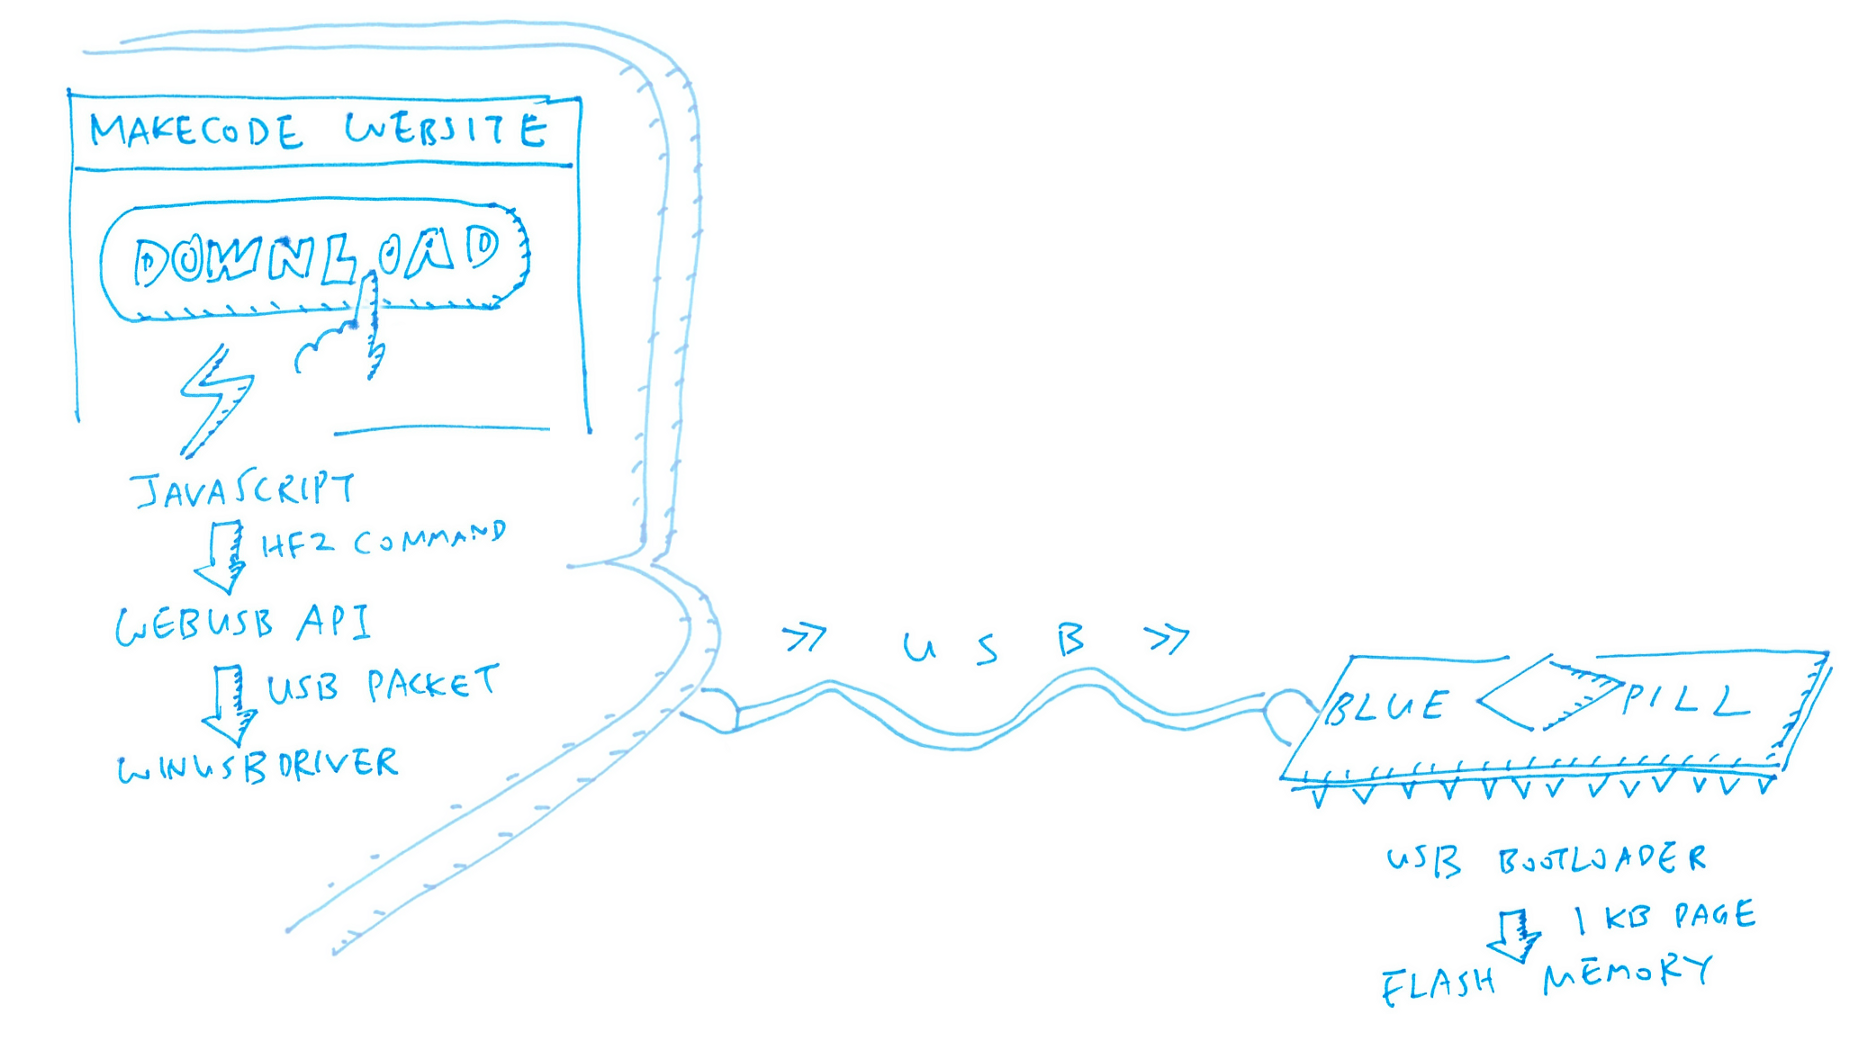 MAKECODE WEBSITE
DOWNLOAD
JAVASCRIPT
HF2 COMMAND
WEBUSB API
USB PACKET
WINUSB DRIVER
>> USB >>
BLUE PILL
USB BOOTLOADER
1 KB PAGE
FLASH MEMORY